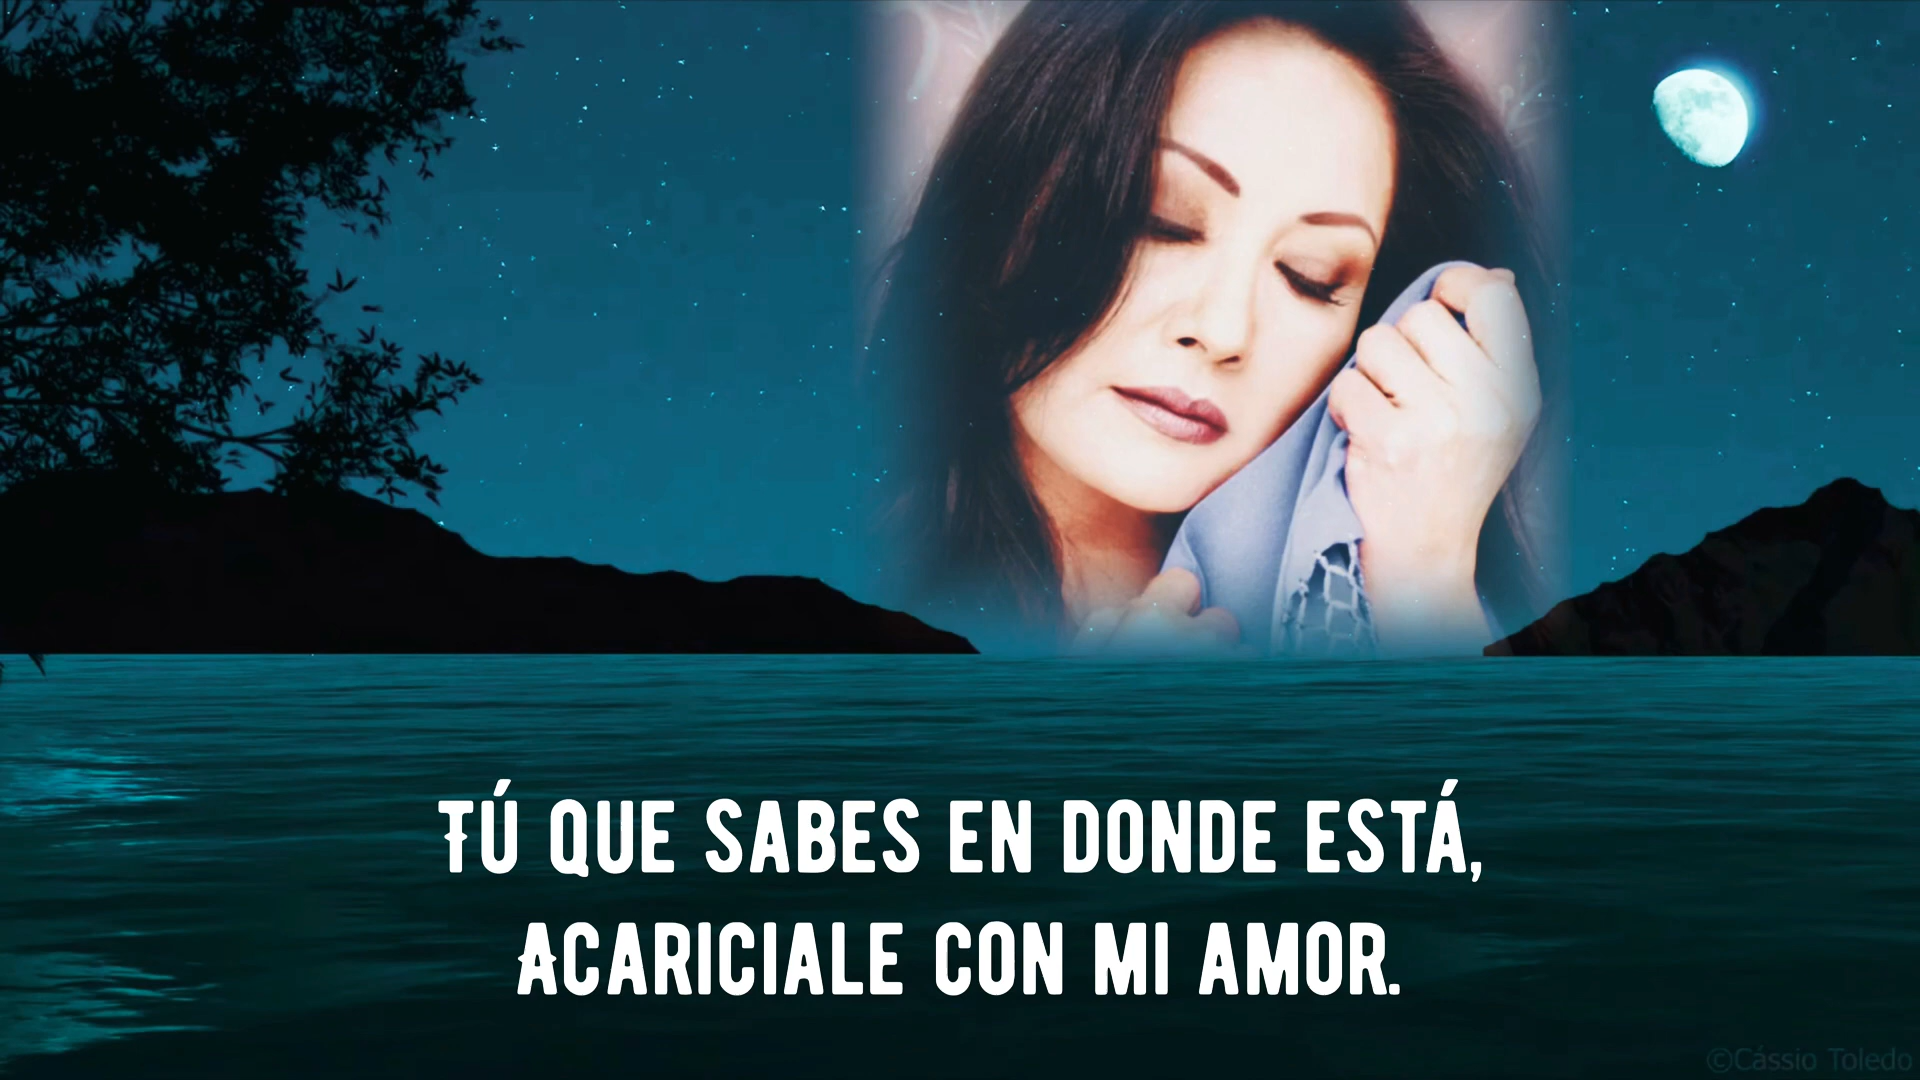 Tú que sabes en donde está,
Acariciale con mi amor.
©Cássio Toledo